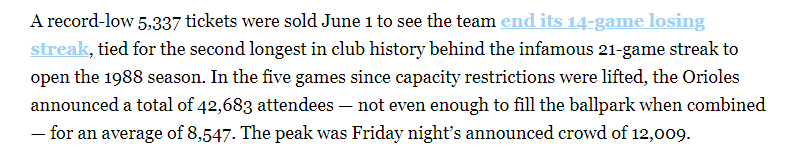 A record-low 5,337 tickets were sold June 1 to see the team end its 14-game losing
streak, tied for the second longest in club history behind the infamous 21-game streak to
open the 1988 season. In the five games since capacity restrictions were lifted, the Orioles
announced a total of 42,683 attendees — not even enough to fill the ballpark when combined
— for an average of 8,547. The peak was Friday night’s announced crowd of 12,009.